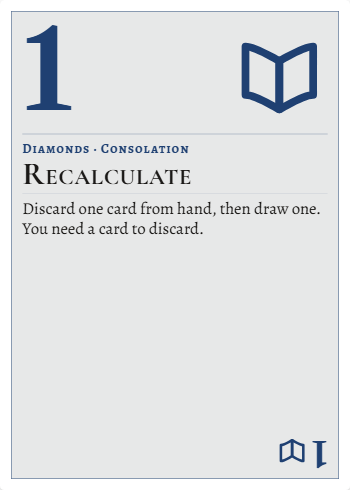 1
Diamonds · Consolation
Recalculate
Discard one card from hand, then draw one.
You need a card to discard.
1